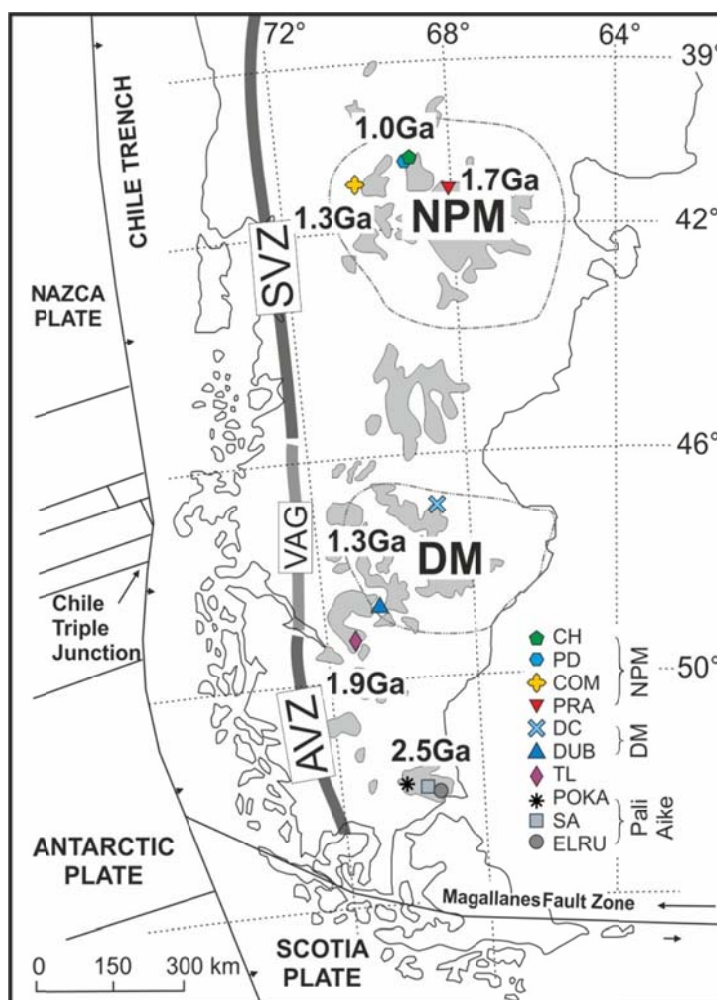 72°
68°
64°
39°
CHILE TRENCH
1.0Ga
1.7Ga
1.3Ga
NPM
42°
SVZ
NAZCA
PLATE
46°
VAG
1.3Ga
DM
Chile
Triple
Junction
1.9Ga
50°
AVZ
2.5Ga
CH
PD
COM
PRA
NPM
DC
DUB
DM
TL
POKA
SA
ELRU
Pali
Aike
ANTARCTIC
PLATE
Magallanes Fault Zone
SCOTIA
PLATE
0 150 300 km